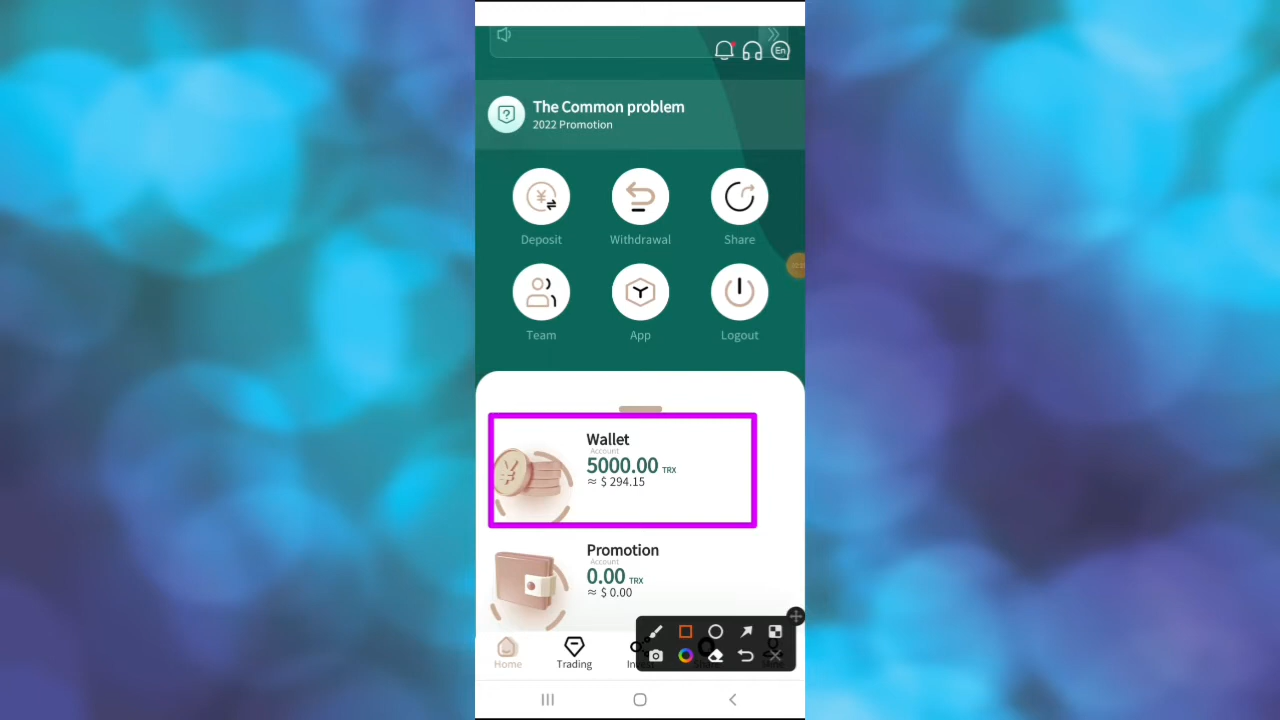 En
The Common problem
2022 Promotion
Deposit
Withdrawal
Share
Team
App
Logout
Wallet
Account
5000.00 TRX
≈ $ 294.15
Promotion
Account
0.00 TRX
≈ $ 0.00
Home
Trading